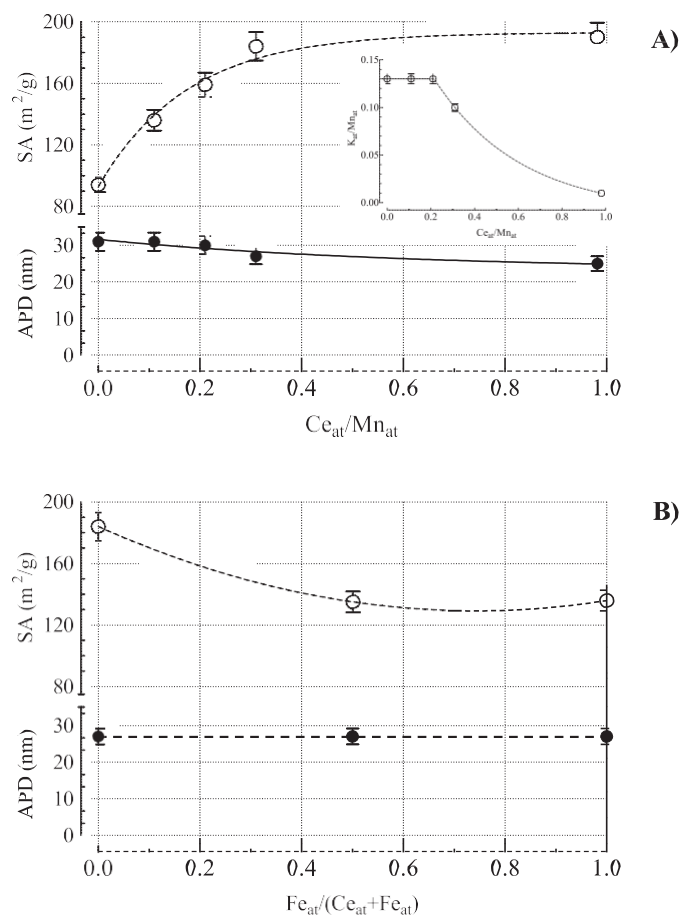 A)
200
160
120
80
SA (m²/g)
30
20
10
0
APD (nm)
0.0 0.2 0.4 0.6 0.8 1.0
Ce_at/Mn_at
0.15
0.10
0.05
0.00
K_at/Mn_at
0.0 0.2 0.4 0.6 0.8 1.0
Ce_at/Mn_at
B)
200
160
120
80
SA (m²/g)
30
20
10
0
APD (nm)
0.0 0.2 0.4 0.6 0.8 1.0
Fe_at/(Ce_at+Fe_at)